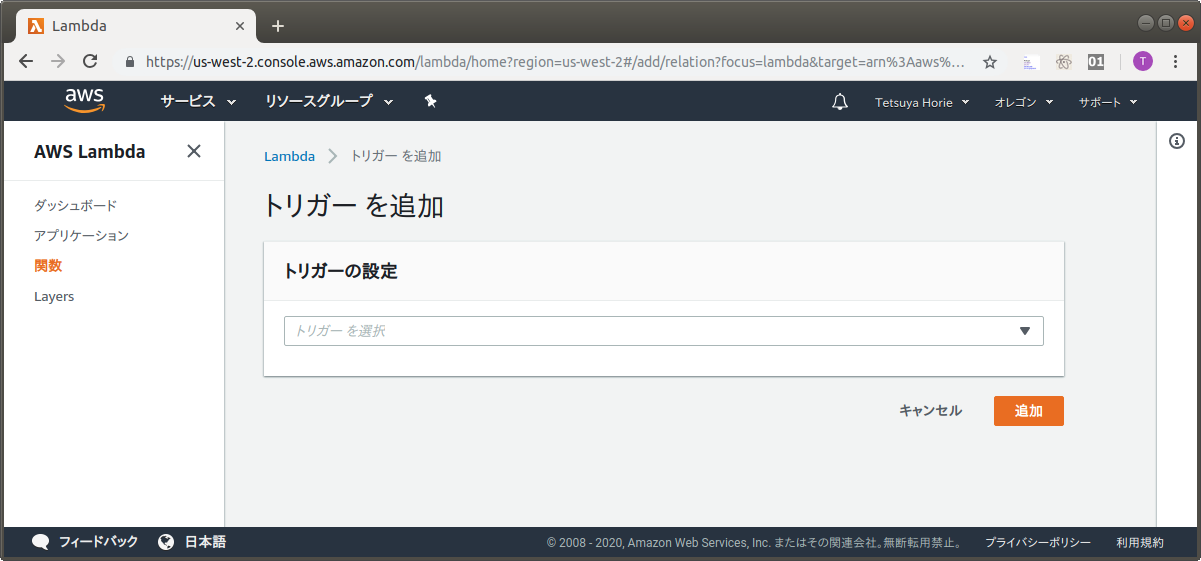 Lambda
https://us-west-2.console.aws.amazon.com/lambda/home?region=us-west-2#/add/relation?focus=lambda&target=arn%3Aaws%...
01
T
aws
サービス
リソースグループ
Tetsuya Horie
オレゴン
サポート
AWS Lambda
ダッシュボード
アプリケーション
関数
Layers
Lambda
トリガー を追加
トリガー を追加
トリガーの設定
トリガー を選択
キャンセル
追加
フィードバック
日本語
© 2008 - 2020, Amazon Web Services, Inc. またはその関連会社。無断転用禁止。
プライバシーポリシー
利用規約